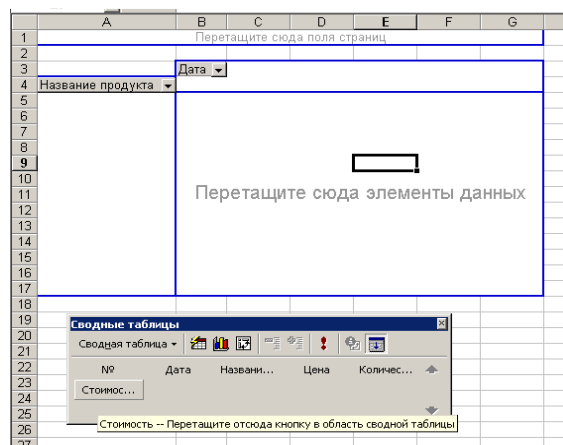 A B C D E F G
1 Перетащите сюда поля страниц
2
3 Дата
4 Название продукта
5
6
7
8
9
10
11 Перетащите сюда элементы данных
12
13
14
15
16
17
18
19
20
21
22
23
24
25
26
27
Сводные таблицы
Сводная таблица
№ Дата Названи... Цена Количес...
Стоимос...
Стоимость -- Перетащите отсюда кнопку в область сводной таблицы